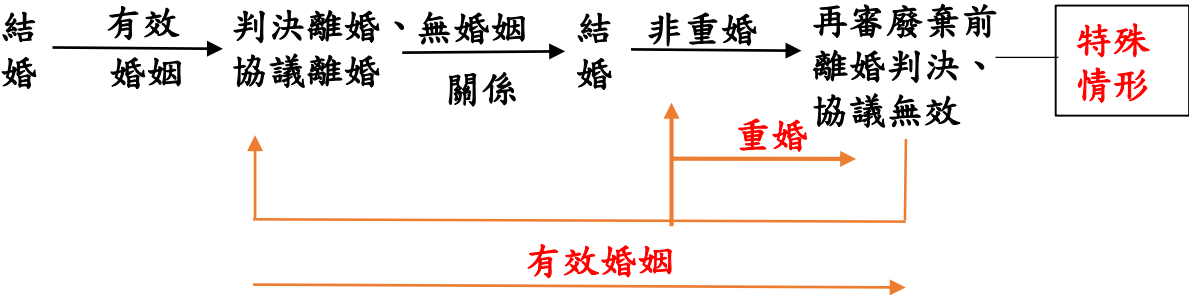 結婚
有效婚姻
判決離婚、
協議離婚
無婚姻
關係
結婚
非重婚
再審廢棄前
離婚判決、
協議無效
特殊
情形
重婚
有效婚姻